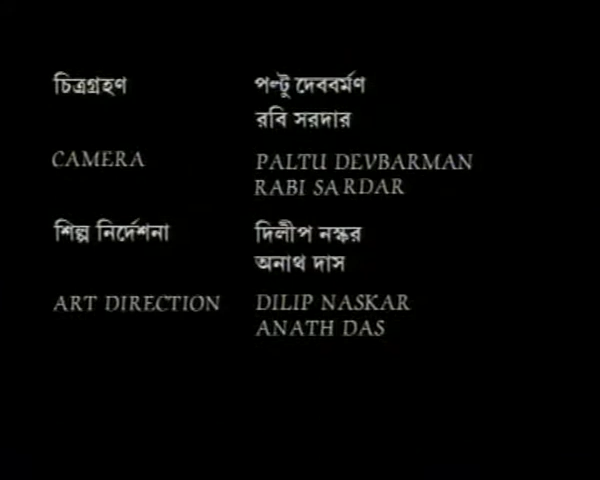 চিত্রগ্রহণ পল্টু দেববর্মণ
রবি সরদার
CAMERA PALTU DEVBARMAN
RABI SARDAR
শিল্প নির্দেশনা দিলীপ নস্কর
অনাথ দাস
ART DIRECTION DILIP NASKAR
ANATH DAS